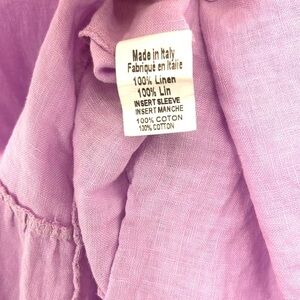 Made in Italy
Fabriqué en Italie
100% Linen
100% Lin
INSERT SLEEVE
INSERT MANCHE
100% COTON
100% COTTON